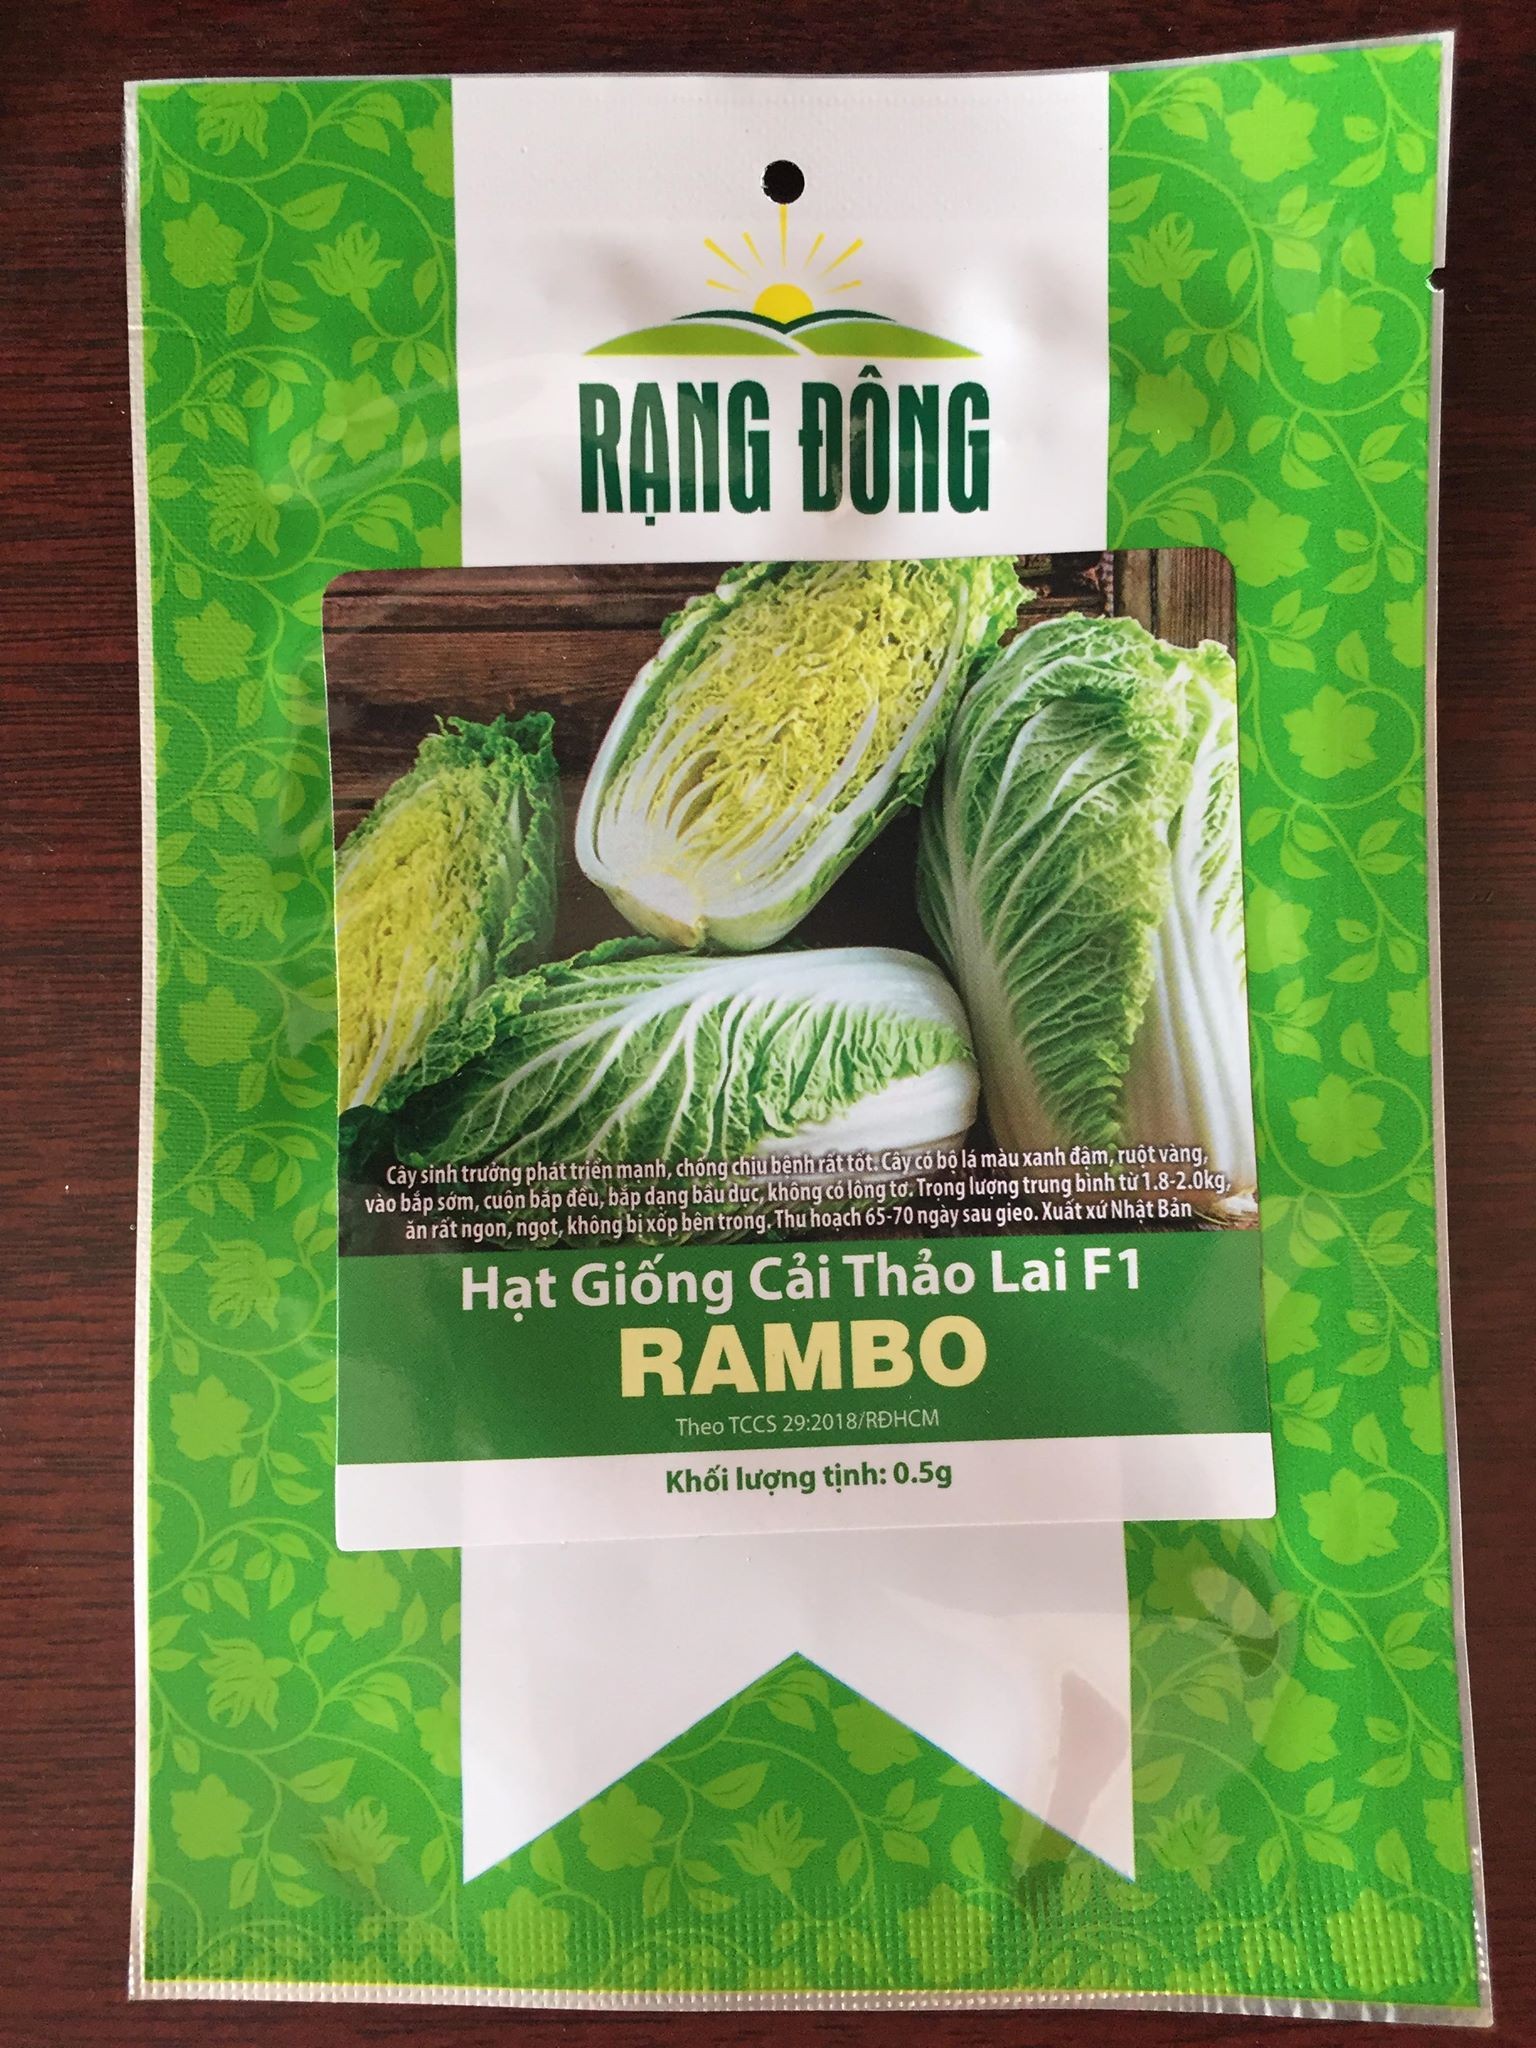 RẠNG ĐÔNG
Cây sinh trưởng phát triển mạnh, chống chịu bệnh rất tốt. Cây có bộ lá màu xanh đậm, ruột vàng,
vào bắp sớm, cuộn bắp đều, bắp dạng bầu dục, không có lông tơ. Trọng lượng trung bình từ 1.8-2.0kg,
ăn rất ngon, ngọt, không bị xốp bên trong. Thu hoạch 65-70 ngày sau gieo. Xuất xứ Nhật Bản
Hạt Giống Cải Thảo Lai F1
RAMBO
Theo TCCS 29:2018/RĐHCM
Khối lượng tịnh: 0.5g